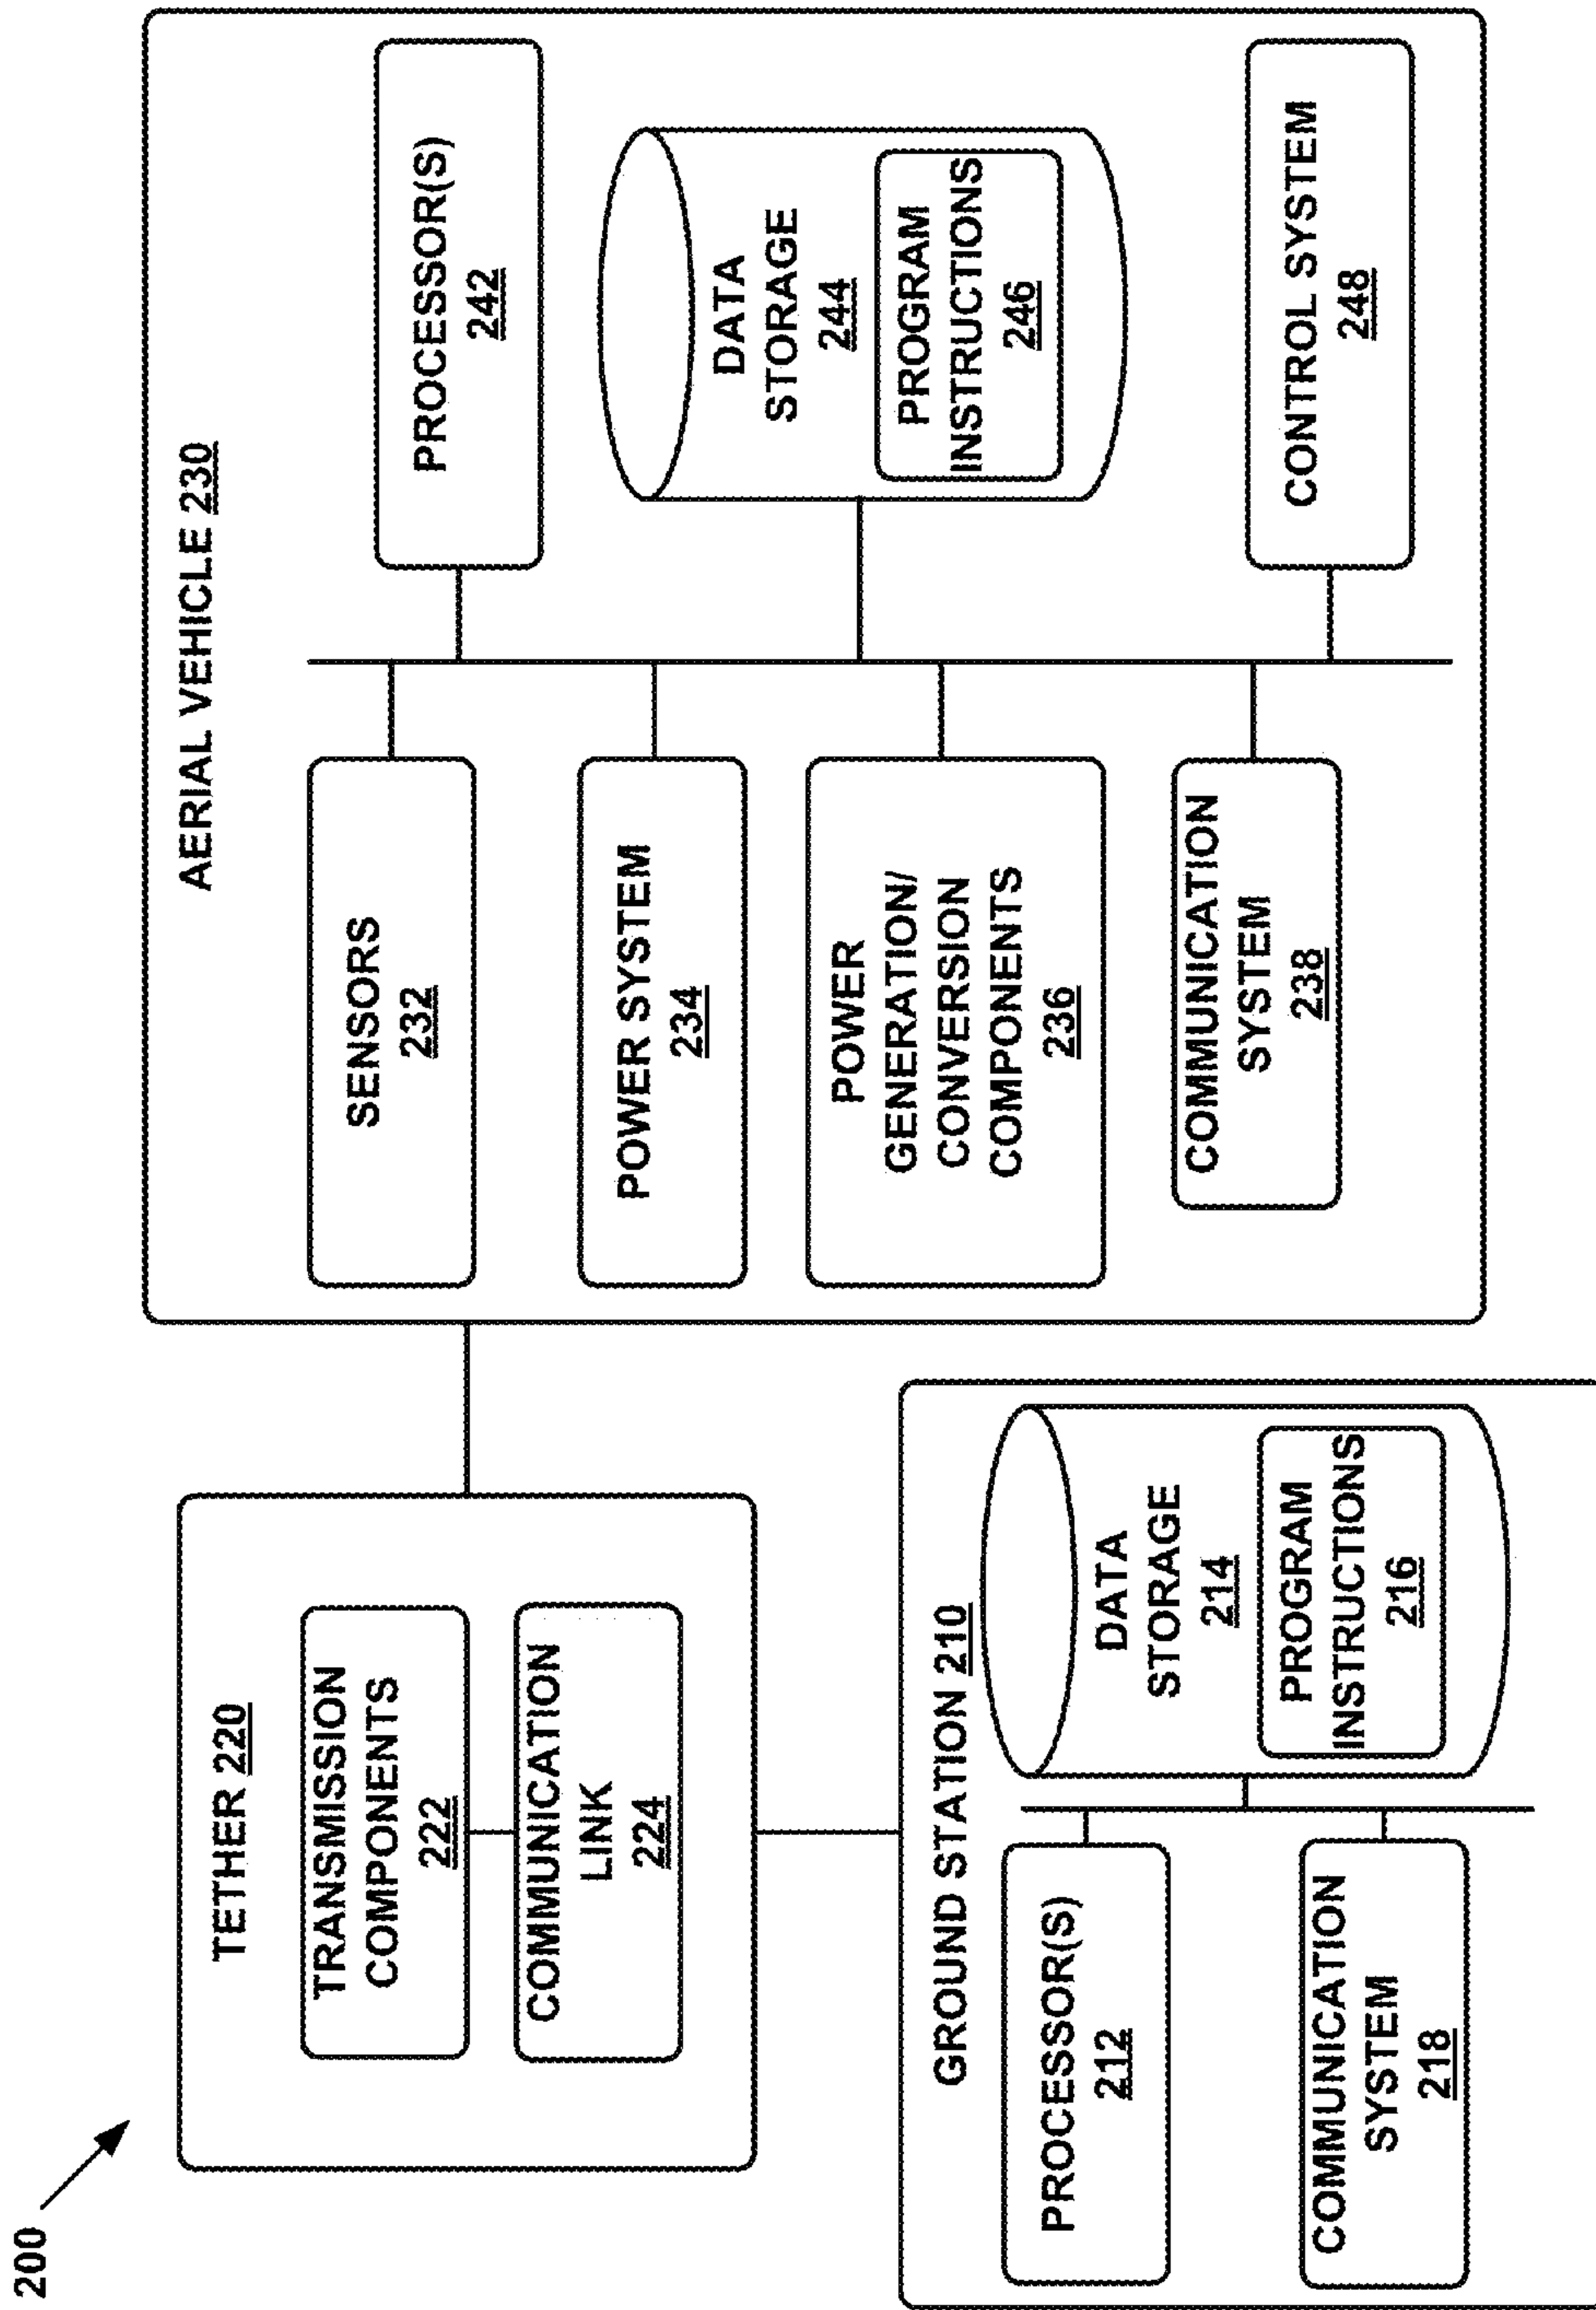 200
TETHER 220
TRANSMISSION
COMPONENTS
222
COMMUNICATION
LINK
224
GROUND STATION 210
PROCESSOR(S)
212
COMMUNICATION
SYSTEM
218
DATA
STORAGE
214
PROGRAM
INSTRUCTIONS
216
AERIAL VEHICLE 230
SENSORS
232
POWER SYSTEM
234
POWER
GENERATION/
CONVERSION
COMPONENTS
236
COMMUNICATION
SYSTEM
238
PROCESSOR(S)
242
DATA
STORAGE
244
PROGRAM
INSTRUCTIONS
246
CONTROL SYSTEM
248